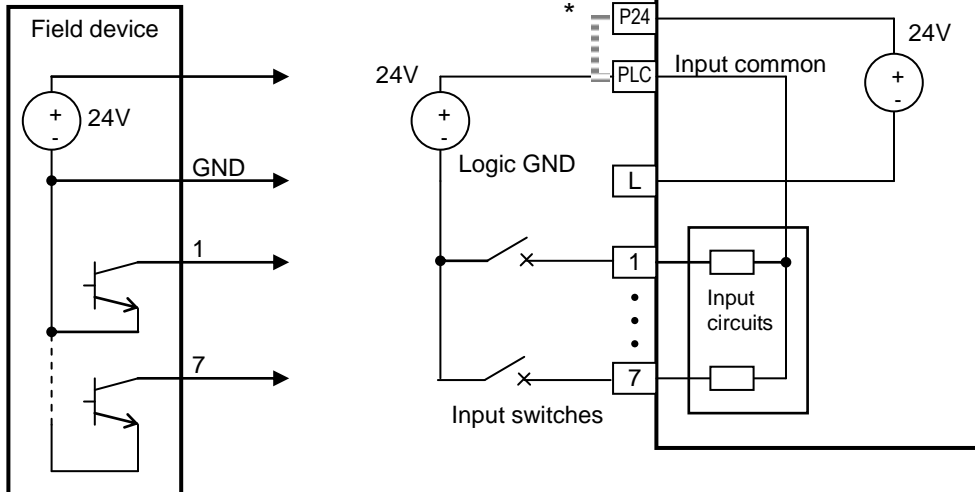 Field device
+
-
24V
GND
1
7
*
24V
+
-
Logic GND
Input switches
P24
PLC
L
1
7
Input common
24V
+
-
Input
circuits